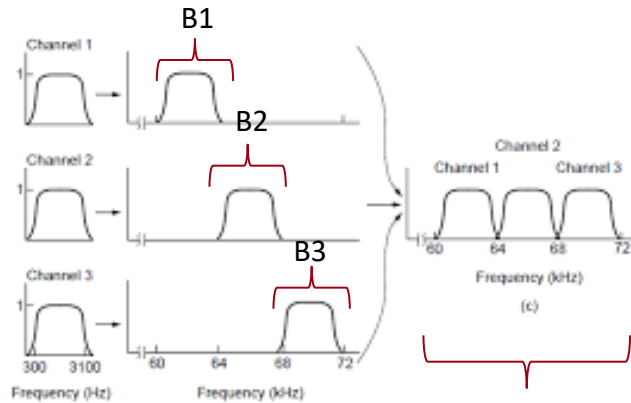 B1
Channel 1
1
B2
Channel 2
1
B3
Channel 3
1
300 3100
Frequency (Hz)
60 64 68 72
Frequency (kHz)
Channel 2
Channel 1 Channel 3
60 64 68 72
Frequency (kHz)
(c)